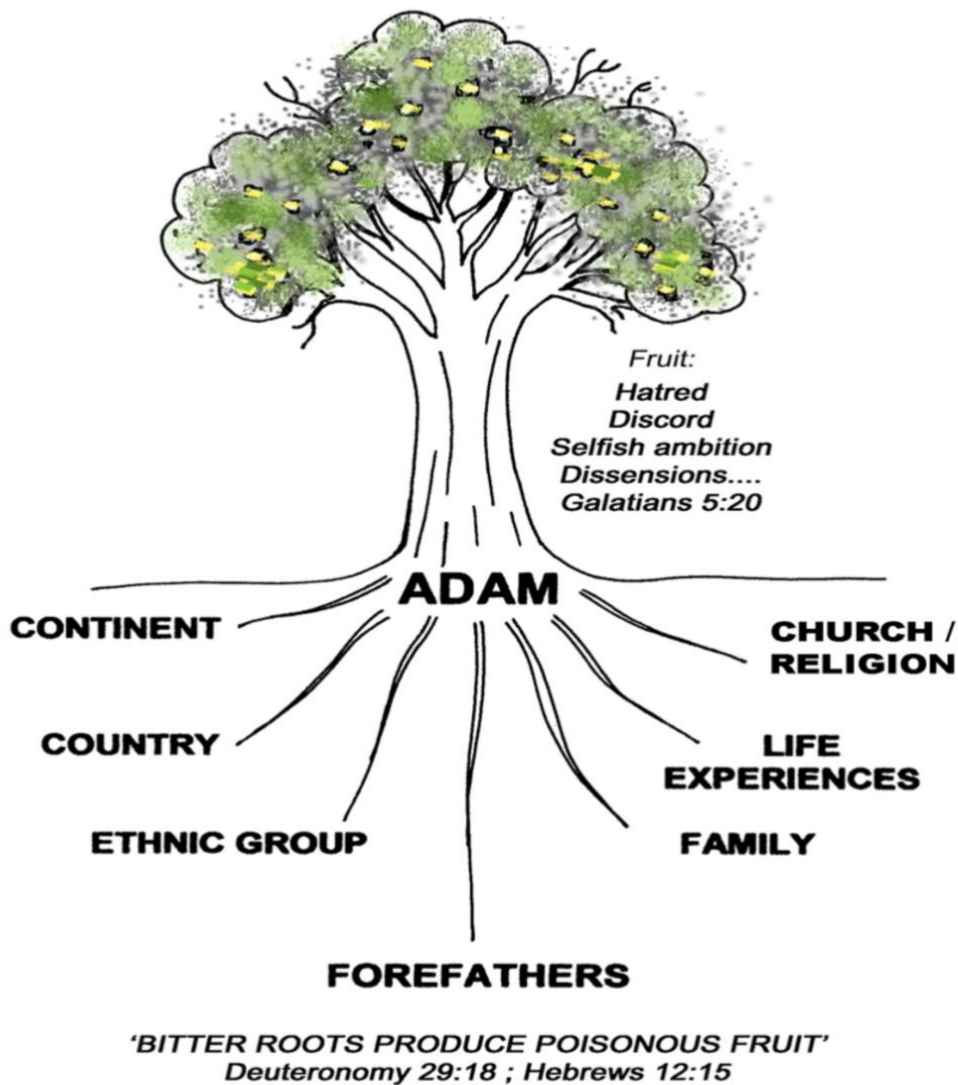 Fruit:
Hatred
Discord
Selfish ambition
Dissensions....
Galatians 5:20
ADAM
CONTINENT
CHURCH /
RELIGION
COUNTRY
LIFE
EXPERIENCES
ETHNIC GROUP
FAMILY
FOREFATHERS
‘BITTER ROOTS PRODUCE POISONOUS FRUIT’
Deuteronomy 29:18 ; Hebrews 12:15